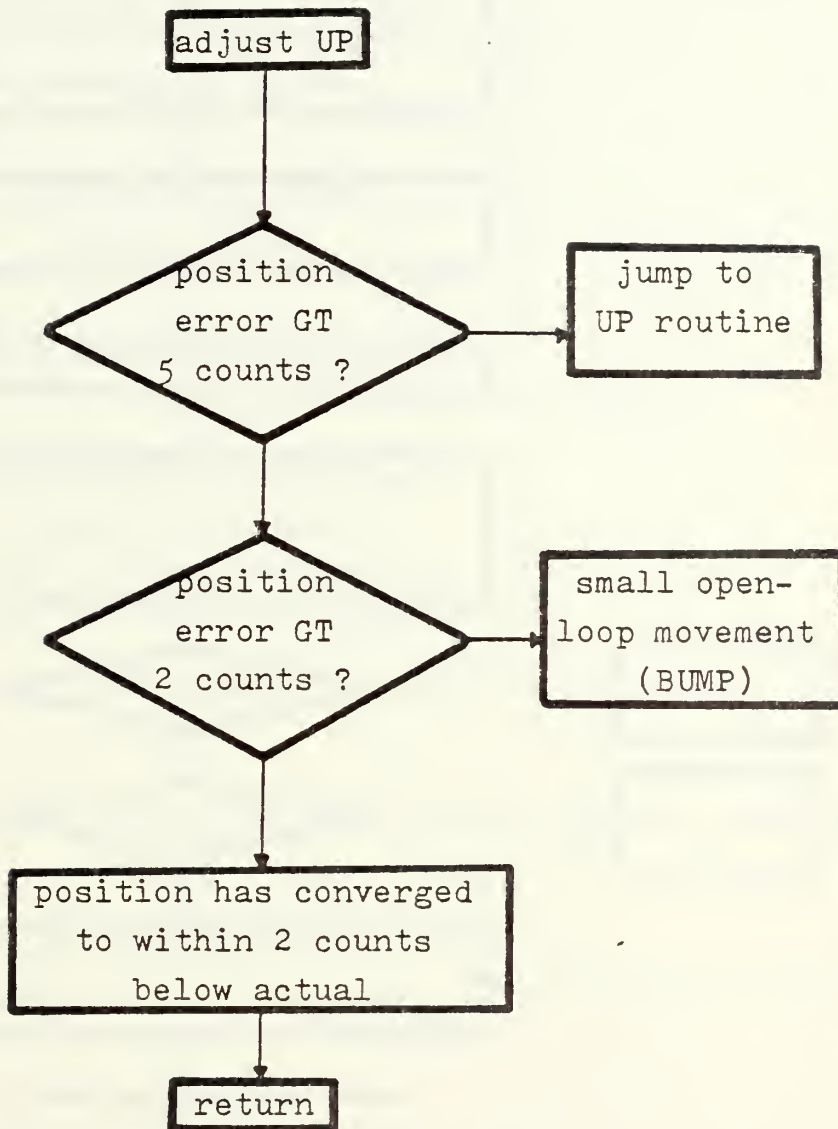 adjust UP
position
error GT
5 counts ?
jump to
UP routine
position
error GT
2 counts ?
small open-
loop movement
(BUMP)
position has converged
to within 2 counts
below actual
return